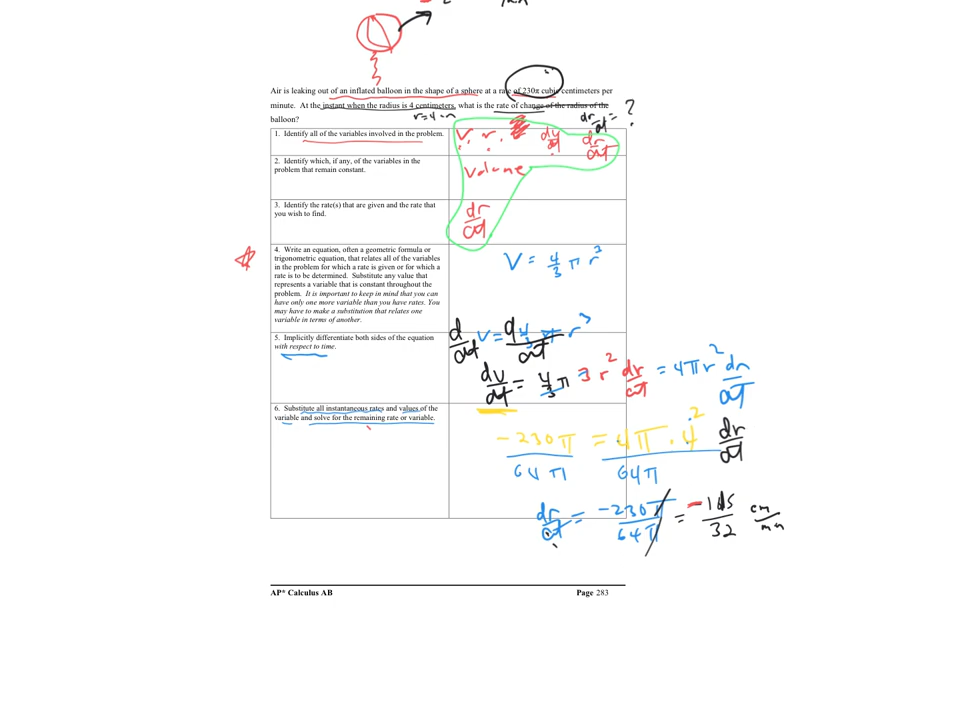 Air is leaking out of an inflated balloon in the shape of a sphere at a rate of 230π cubic centimeters per
minute. At the instant when the radius is 4 centimeters, what is the rate of change of the radius of the
balloon?
r=4 cm
dr/dt = ?
1. Identify all of the variables involved in the problem.
V, r, dv/dt dr/dt
2. Identify which, if any, of the variables in the
problem that remain constant.
Volume
3. Identify the rate(s) that are given and the rate that
you wish to find.
dr/dt
4. Write an equation, often a geometric formula or
trigonometric equation, that relates all of the variables
in the problem for which a rate is given or for which a
rate is to be determined. Substitute any value that
represents a variable that is constant throughout the
problem. It is important to keep in mind that you can
have only one more variable than you have rates. You
may have to make a substitution that relates one
variable in terms of another.
V = 4/3 π r³
5. Implicitly differentiate both sides of the equation
with respect to time.
d/dt V = d/dt 4/3 π r³
dv/dt = 4/3 π 3 r² dr/dt = 4πr² dr/dt
6. Substitute all instantaneous rates and values of the
variable and solve for the remaining rate or variable.
-230π = 4π · 4² dr/dt
64π 64π
dr/dt = -230π/64π = -115/32 cm/min
AP* Calculus AB
Page 283